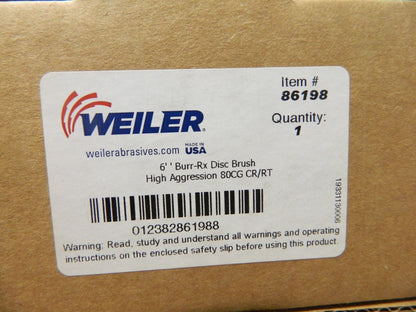 Item #
86198
WEILER
Quantity:
1
weilerabrasives.com MADE IN USA
6'' Burr-Rx Disc Brush
High Aggression 80CG CR/RT
012382861988
1931130006
Warning: Read, study and understand all warnings and operating
instructions on the enclosed safety slip before using this product.